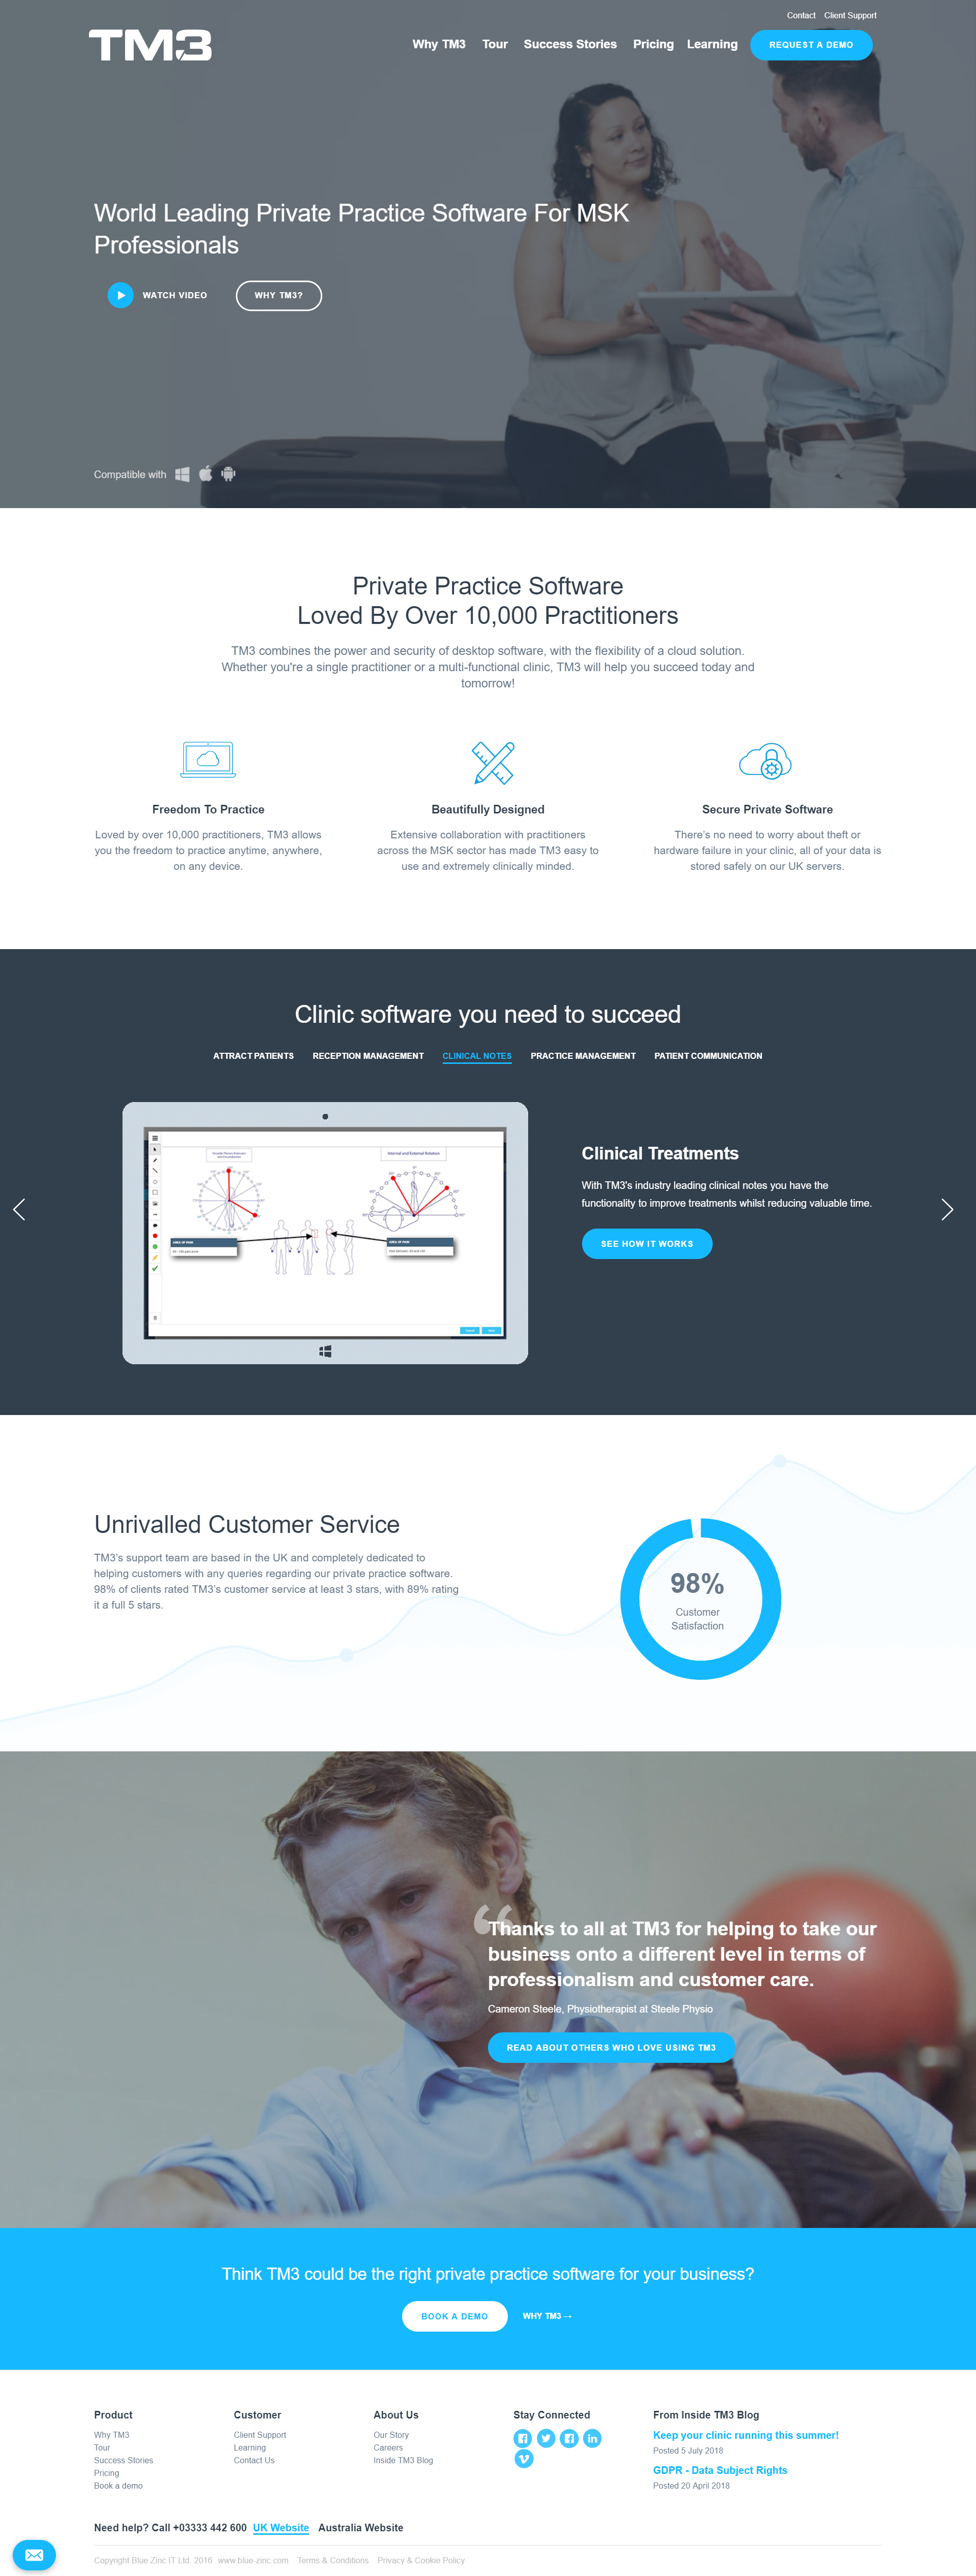 Contact Client Support
TM3
Why TM3 Tour Success Stories Pricing Learning REQUEST A DEMO
World Leading Private Practice Software For MSK
Professionals
WATCH VIDEO WHY TM3?
Compatible with
Private Practice Software
Loved By Over 10,000 Practitioners
TM3 combines the power and security of desktop software, with the flexibility of a cloud solution.
Whether you're a single practitioner or a multi-functional clinic, TM3 will help you succeed today and
tomorrow!
Freedom To Practice
Loved by over 10,000 practitioners, TM3 allows
you the freedom to practice anytime, anywhere,
on any device.
Beautifully Designed
Extensive collaboration with practitioners
across the MSK sector has made TM3 easy to
use and extremely clinically minded.
Secure Private Software
There's no need to worry about theft or
hardware failure in your clinic, all of your data is
stored safely on our UK servers.
Clinic software you need to succeed
ATTRACT PATIENTS RECEPTION MANAGEMENT CLINICAL NOTES PRACTICE MANAGEMENT PATIENT COMMUNICATION
Internal and External Rotation
AREA OF PAIN
AREA OF PAIN
Clinical Treatments
With TM3's industry leading clinical notes you have the
functionality to improve treatments whilst reducing valuable time.
SEE HOW IT WORKS
Unrivalled Customer Service
TM3's support team are based in the UK and completely dedicated to
helping customers with any queries regarding our private practice software.
98% of clients rated TM3's customer service at least 3 stars, with 89% rating
it a full 5 stars.
98%
Customer
Satisfaction
“
Thanks to all at TM3 for helping to take our
business onto a different level in terms of
professionalism and customer care.
Cameron Steele, Physiotherapist at Steele Physio
READ ABOUT OTHERS WHO LOVE USING TM3
Think TM3 could be the right private practice software for your business?
BOOK A DEMO WHY TM3→
Product
Why TM3
Tour
Success Stories
Pricing
Book a demo
Customer
Client Support
Learning
Contact Us
About Us
Our Story
Careers
Inside TM3 Blog
Stay Connected
From Inside TM3 Blog
Keep your clinic running this summer!
Posted 5 July 2018
GDPR - Data Subject Rights
Posted 20 April 2018
Need help? Call +03333 442 600 UK Website Australia Website
Copyright Blue Zinc IT Ltd. 2016 www.blue-zinc.com Terms & Conditions Privacy & Cookie Policy